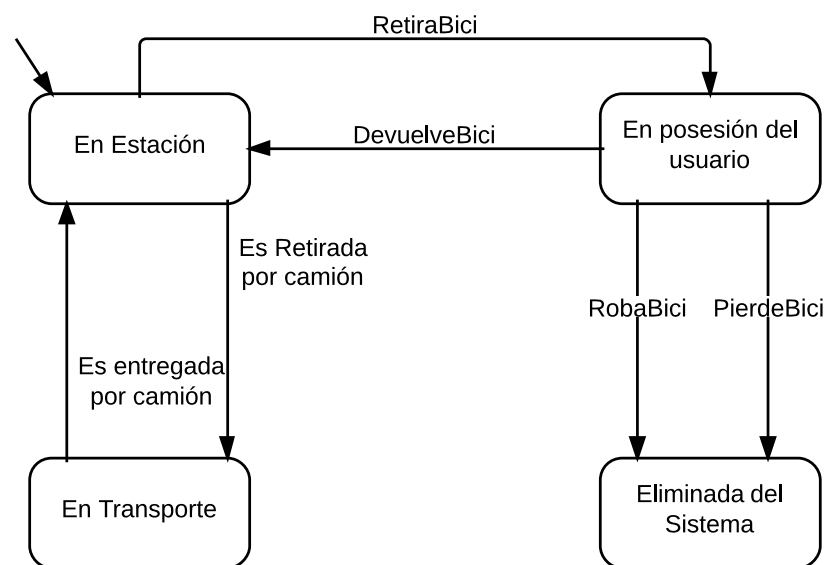 RetiraBici
En Estación
DevuelveBici
En posesión del
usuario
Es Retirada
por camión
RobaBici
PierdeBici
Es entregada
por camión
En Transporte
Eliminada del
Sistema